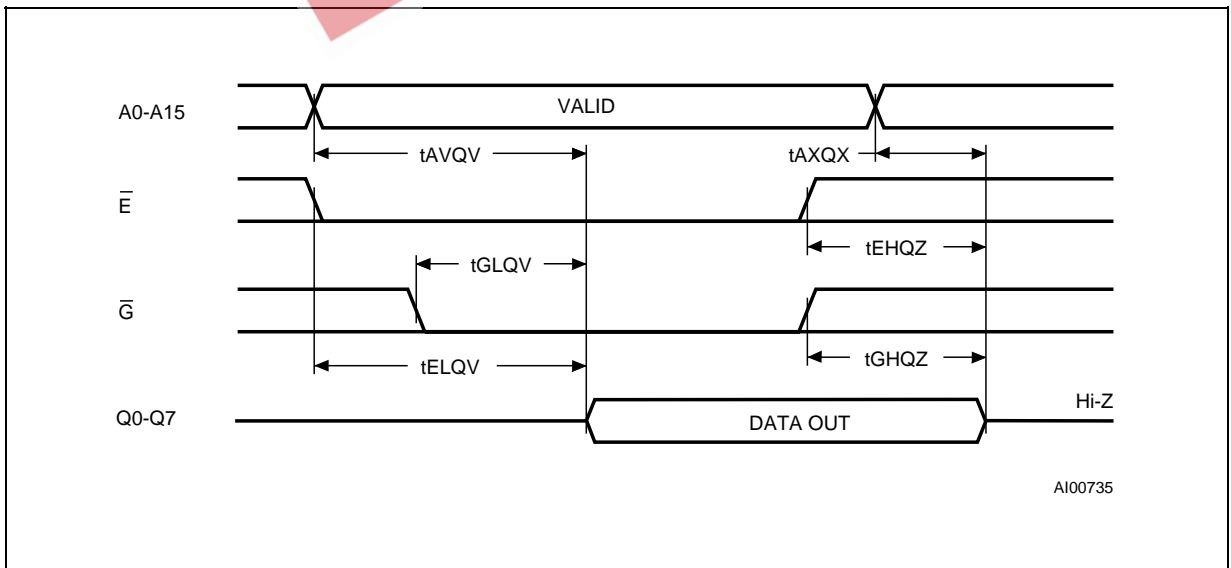 A0-A15
VALID
tAVQV
tAXQX
E
tEHQZ
tGLQV
G
tGHQZ
tELQV
Hi-Z
Q0-Q7
DATA OUT
AI00735